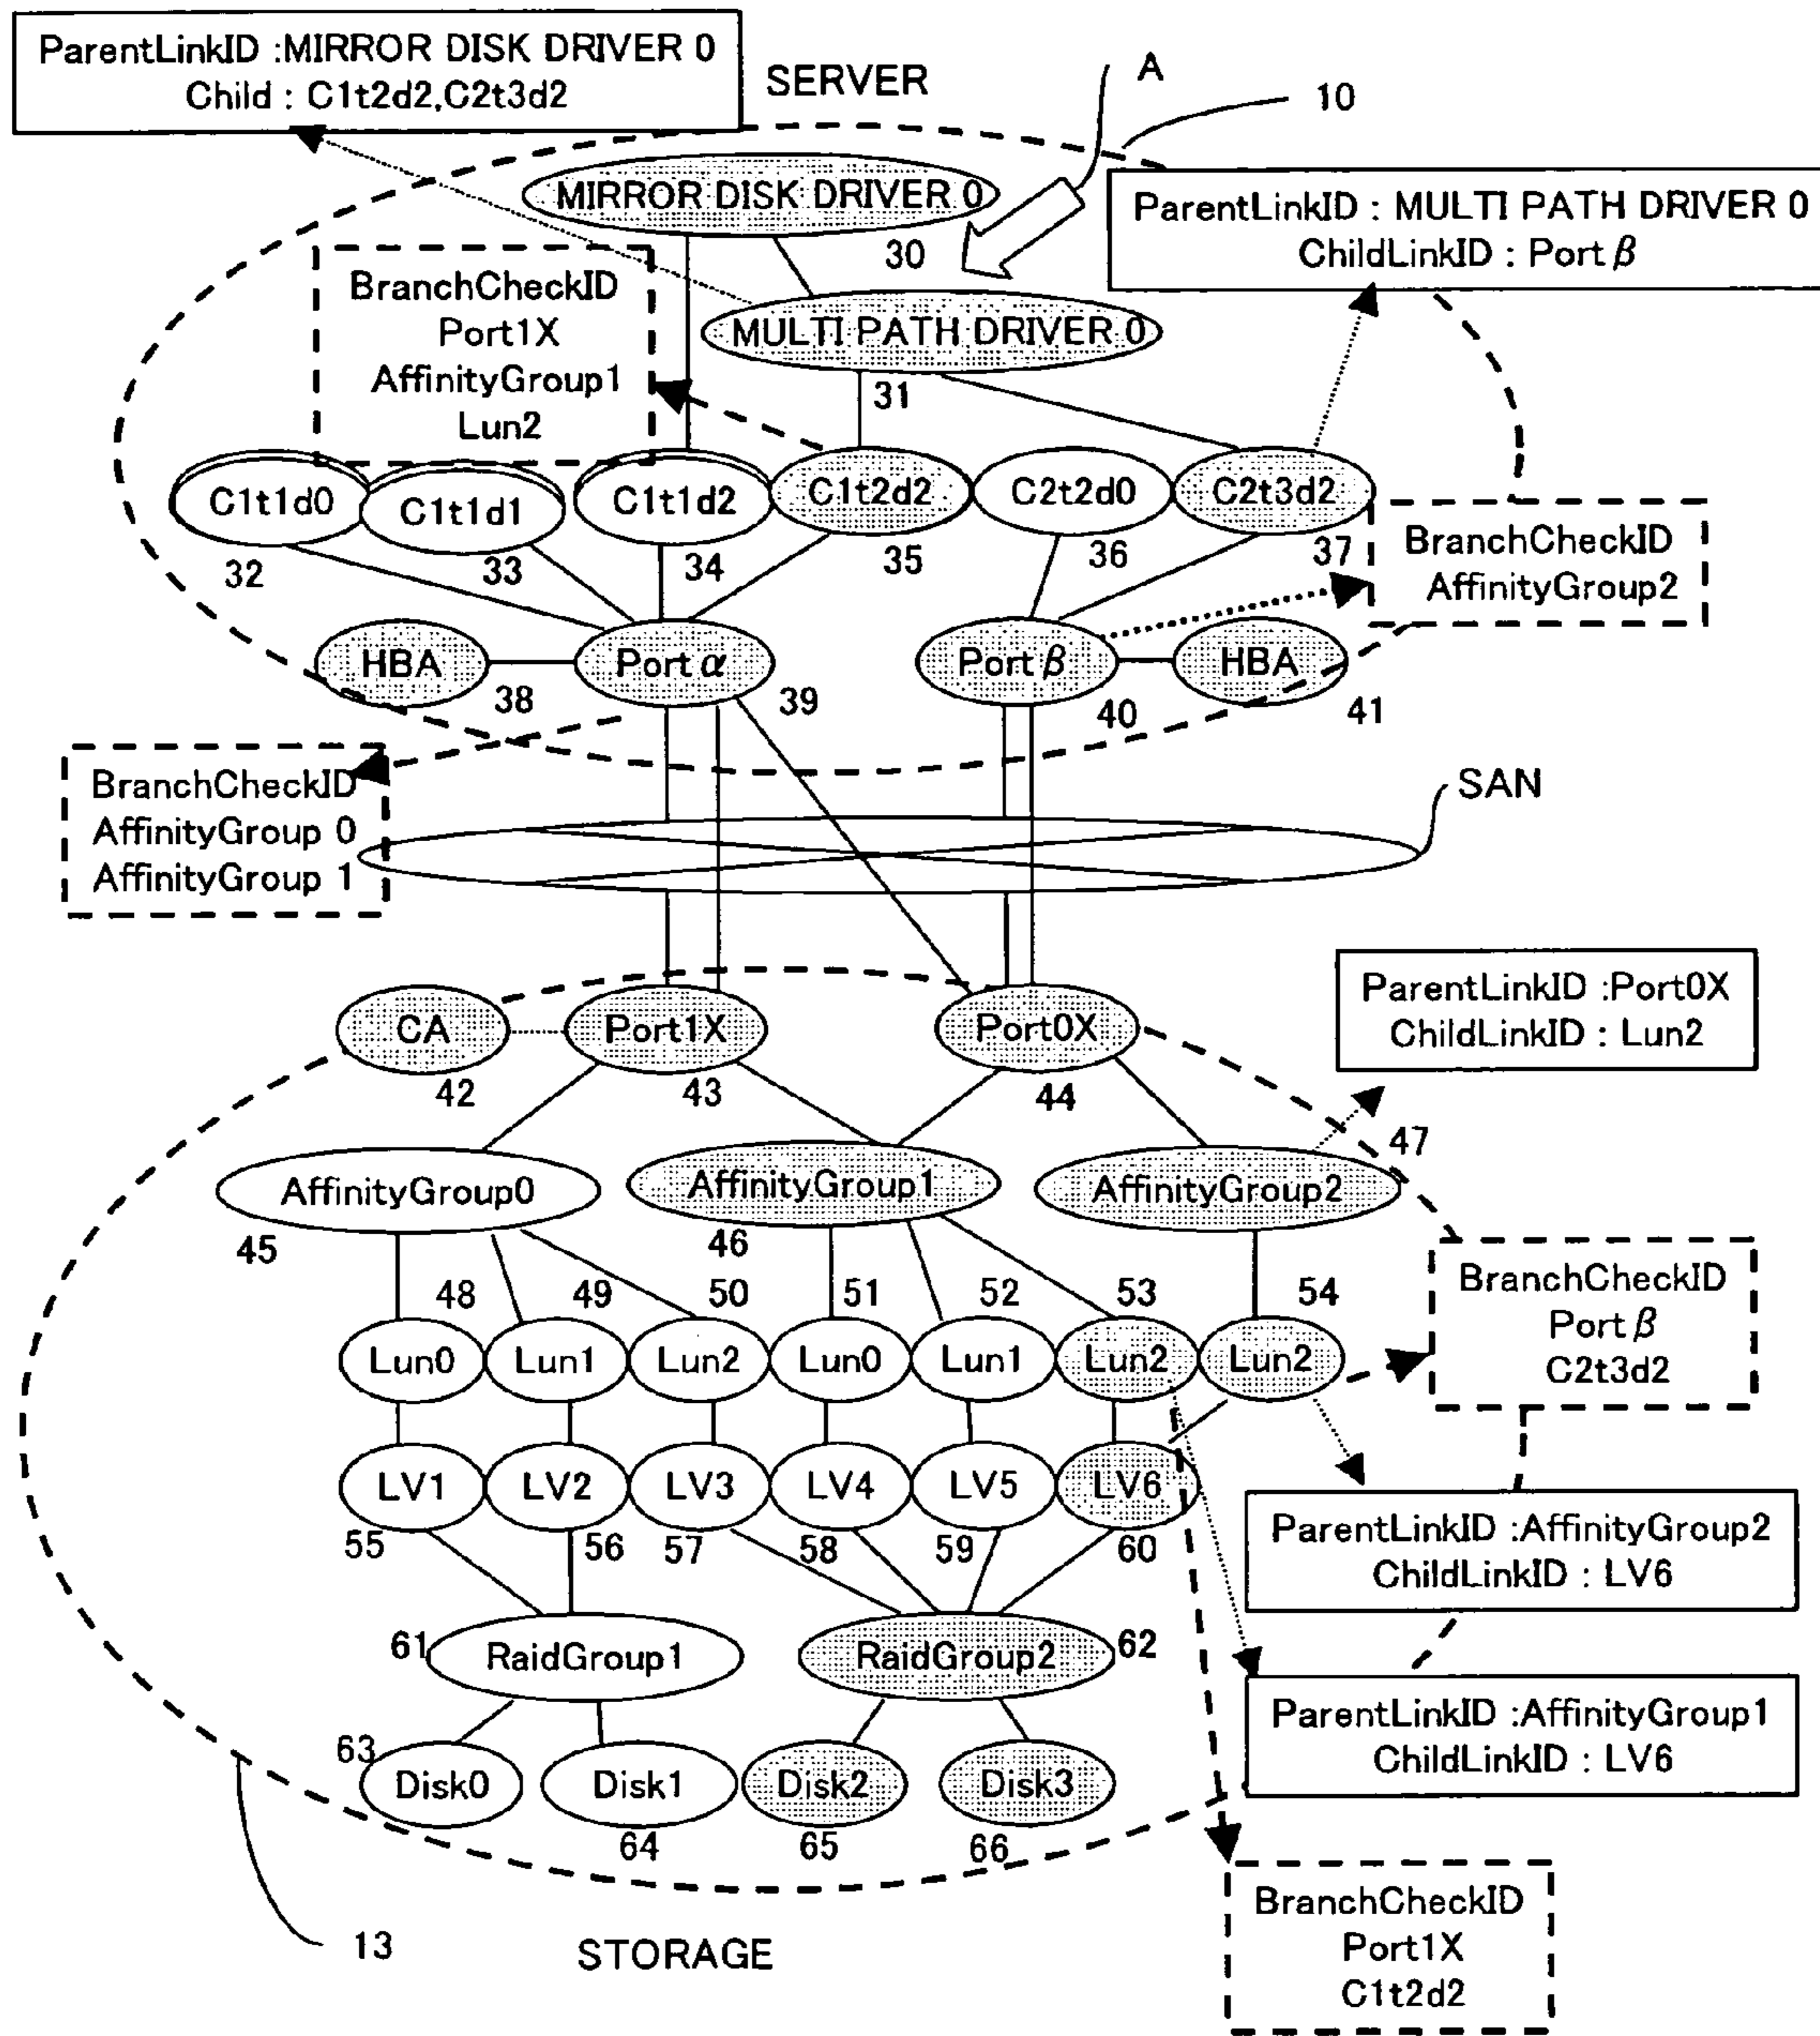 ParentLinkID :MIRROR DISK DRIVER 0
Child : C1t2d2,C2t3d2
SERVER
A
10
MIRROR DISK DRIVER 0
30
ParentLinkID : MULTI PATH DRIVER 0
ChildLinkID : Port β
BranchCheckID
Port1X
AffinityGroup1
Lun2
MULTI PATH DRIVER 0
31
C1t1d0
C1t1d1
C1t1d2
C1t2d2
C2t2d0
C2t3d2
32
33
34
35
36
37
BranchCheckID
AffinityGroup2
HBA
Port α
Port β
HBA
38
39
40
41
BranchCheckID
AffinityGroup 0
AffinityGroup 1
SAN
CA
Port1X
Port0X
42
43
44
ParentLinkID :Port0X
ChildLinkID : Lun2
47
AffinityGroup0
AffinityGroup1
AffinityGroup2
45
46
48
49
50
51
52
53
54
BranchCheckID
Port β
C2t3d2
Lun0
Lun1
Lun2
Lun0
Lun1
Lun2
Lun2
LV1
LV2
LV3
LV4
LV5
LV6
55
56
57
58
59
60
ParentLinkID :AffinityGroup2
ChildLinkID : LV6
61
RaidGroup1
RaidGroup2
62
ParentLinkID :AffinityGroup1
ChildLinkID : LV6
63
Disk0
Disk1
Disk2
Disk3
64
65
66
BranchCheckID
Port1X
C1t2d2
13
STORAGE